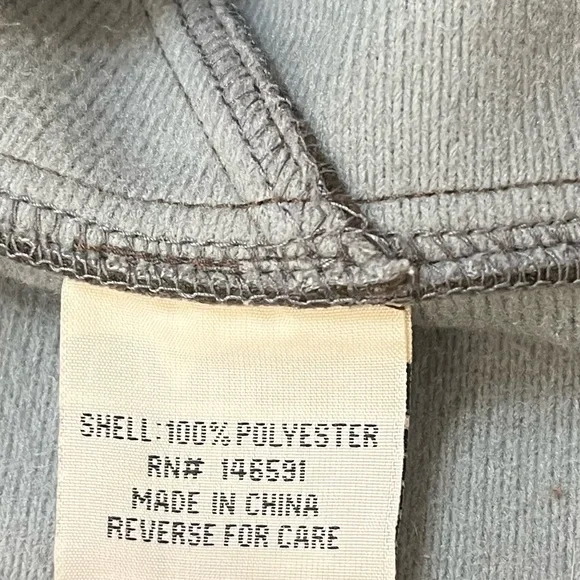 SHELL: 100% POLYESTER
RN# 146591
MADE IN CHINA
REVERSE FOR CARE